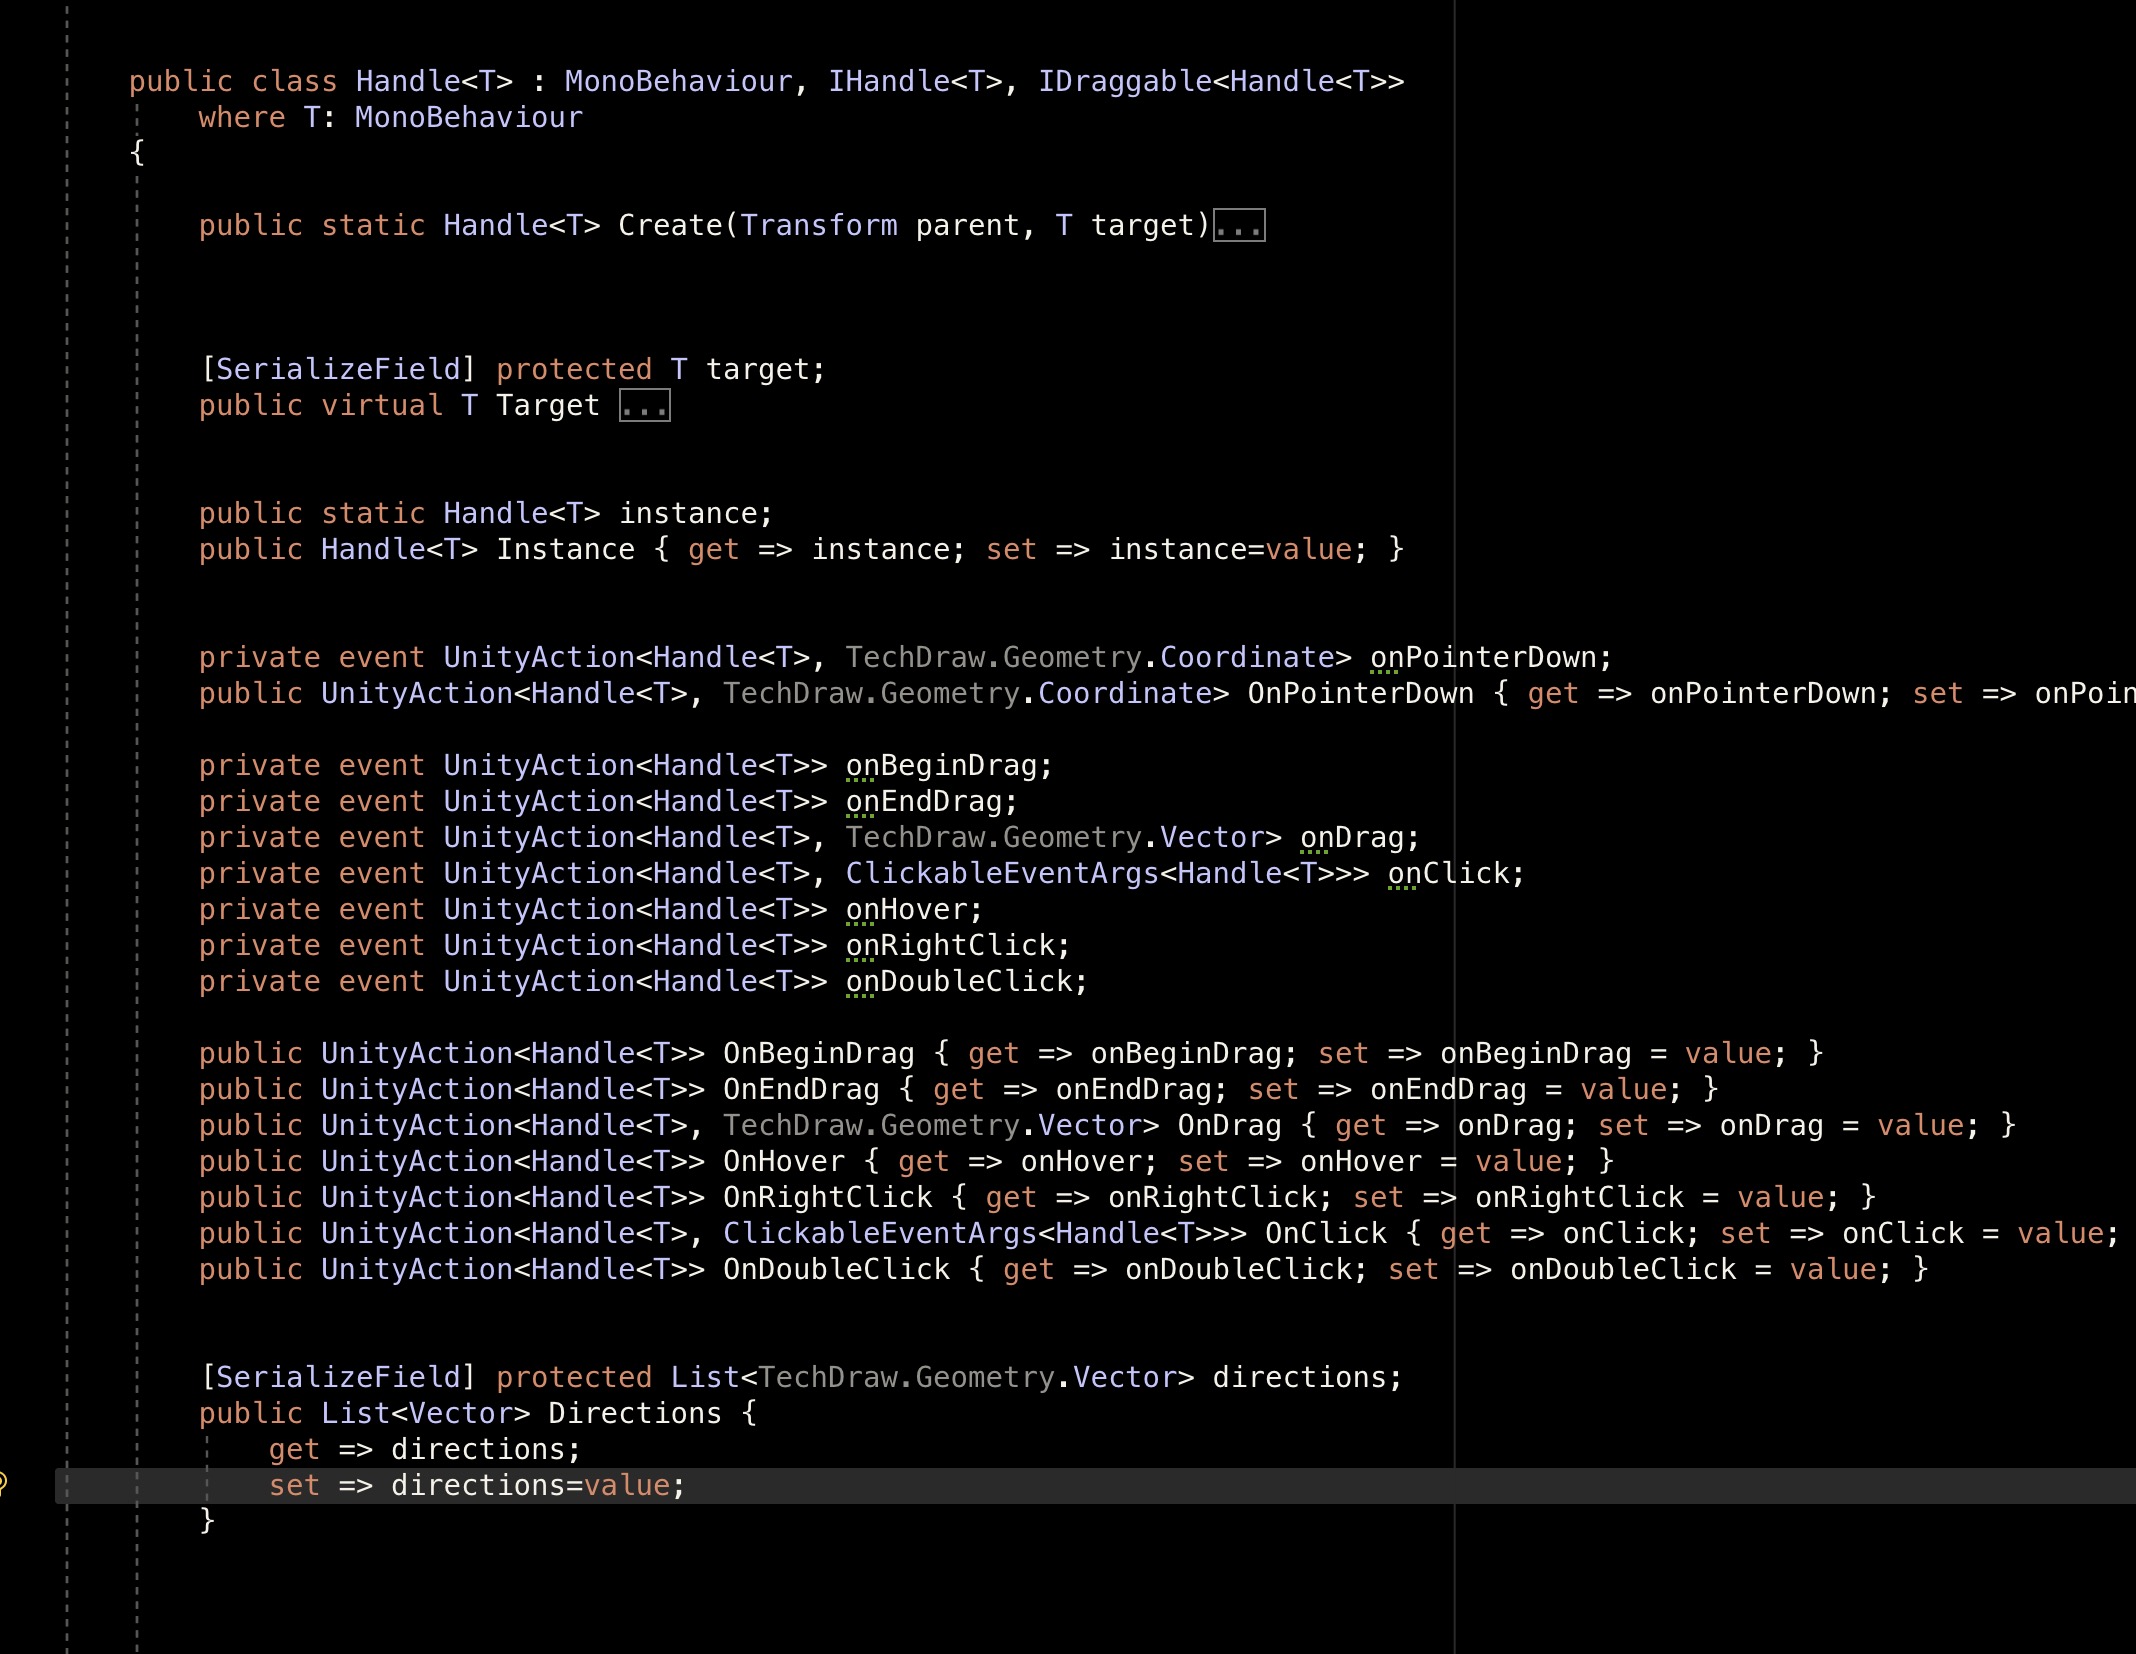 public class Handle<T> : MonoBehaviour, IHandle<T>, IDraggable<Handle<T>>
where T: MonoBehaviour
{
public static Handle<T> Create(Transform parent, T target)...
[SerializeField] protected T target;
public virtual T Target ...
public static Handle<T> instance;
public Handle<T> Instance { get => instance; set => instance=value; }
private event UnityAction<Handle<T>, TechDraw.Geometry.Coordinate> onPointerDown;
public UnityAction<Handle<T>, TechDraw.Geometry.Coordinate> OnPointerDown { get => onPointerDown; set => onPoin
private event UnityAction<Handle<T>> onBeginDrag;
private event UnityAction<Handle<T>> onEndDrag;
private event UnityAction<Handle<T>, TechDraw.Geometry.Vector> onDrag;
private event UnityAction<Handle<T>, ClickableEventArgs<Handle<T>>> onClick;
private event UnityAction<Handle<T>> onHover;
private event UnityAction<Handle<T>> onRightClick;
private event UnityAction<Handle<T>> onDoubleClick;
public UnityAction<Handle<T>> OnBeginDrag { get => onBeginDrag; set => onBeginDrag = value; }
public UnityAction<Handle<T>> OnEndDrag { get => onEndDrag; set => onEndDrag = value; }
public UnityAction<Handle<T>, TechDraw.Geometry.Vector> OnDrag { get => onDrag; set => onDrag = value; }
public UnityAction<Handle<T>> OnHover { get => onHover; set => onHover = value; }
public UnityAction<Handle<T>> OnRightClick { get => onRightClick; set => onRightClick = value; }
public UnityAction<Handle<T>, ClickableEventArgs<Handle<T>>> OnClick { get => onClick; set => onClick = value;
public UnityAction<Handle<T>> OnDoubleClick { get => onDoubleClick; set => onDoubleClick = value; }
[SerializeField] protected List<TechDraw.Geometry.Vector> directions;
public List<Vector> Directions {
get => directions;
set => directions=value;
}